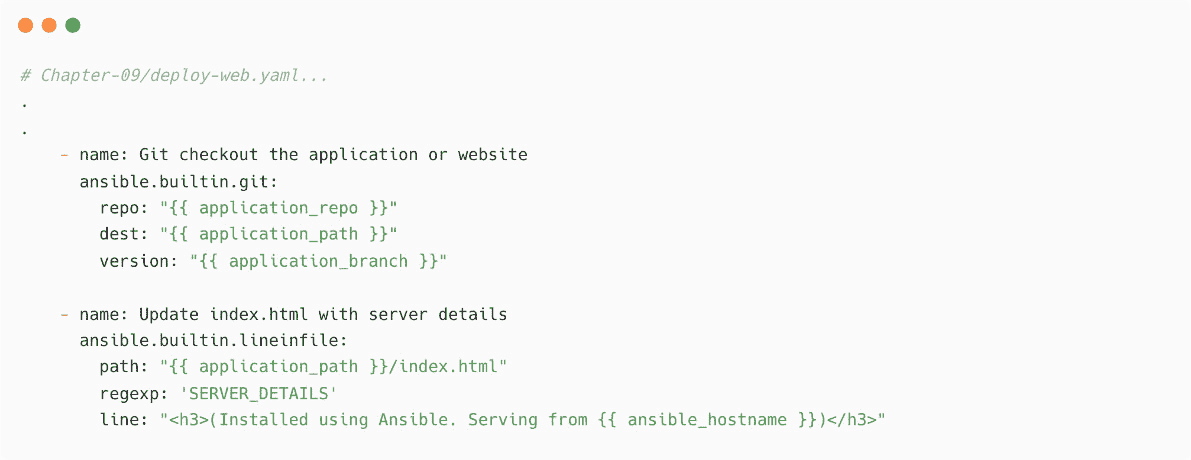 # Chapter-09/deploy-web.yaml...
.
.
    - name: Git checkout the application or website
      ansible.builtin.git:
        repo: "{{ application_repo }}"
        dest: "{{ application_path }}"
        version: "{{ application_branch }}"

    - name: Update index.html with server details
      ansible.builtin.lineinfile:
        path: "{{ application_path }}/index.html"
        regexp: 'SERVER_DETAILS'
        line: "<h3>(Installed using Ansible. Serving from {{ ansible_hostname }})</h3>"